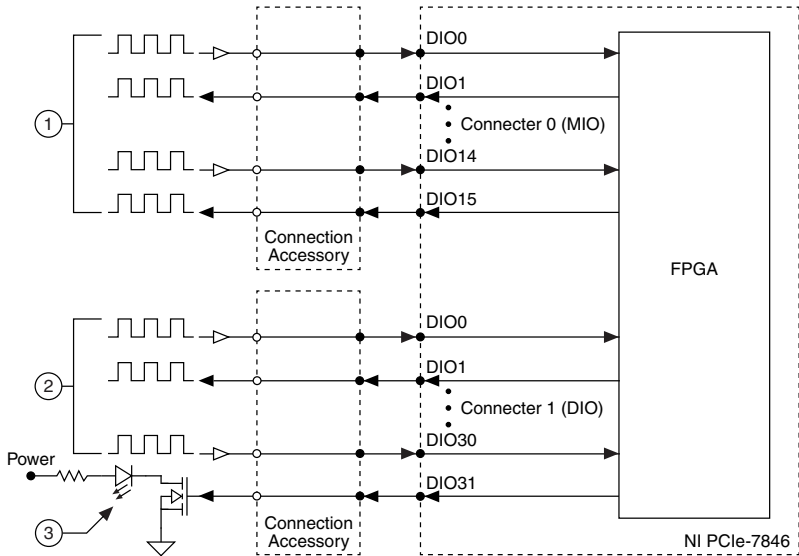 DIO0
DIO1
1
Connecter 0 (MIO)
DIO14
DIO15
Connection
Accessory
FPGA
DIO0
DIO1
2
Connecter 1 (DIO)
DIO30
Power
DIO31
3
Connection
Accessory
NI PCIe-7846